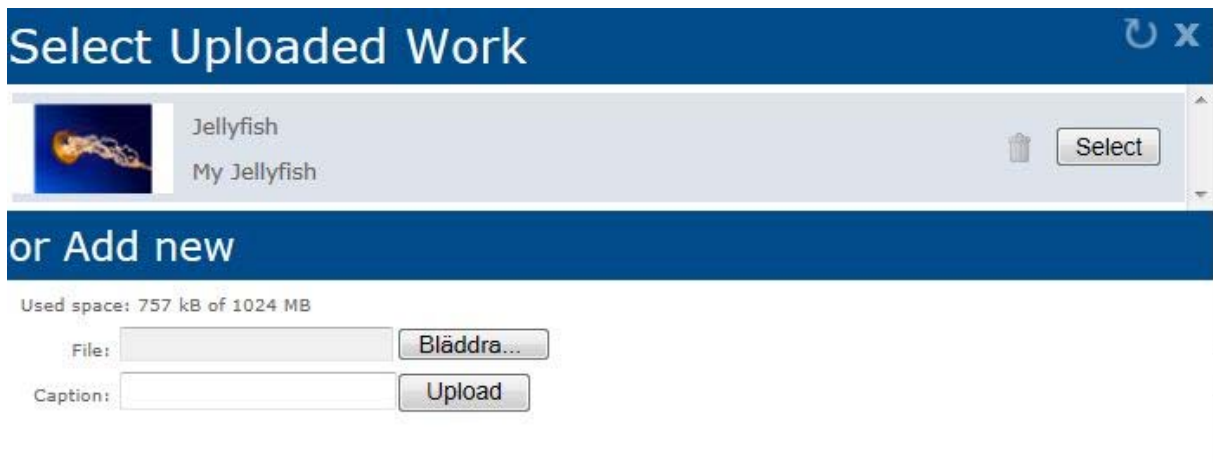 Select Uploaded Work
x
Jellyfish
Select
My Jellyfish
or Add new
Used space: 757 kB of 1024 MB
File: Bläddra...
Caption: Upload